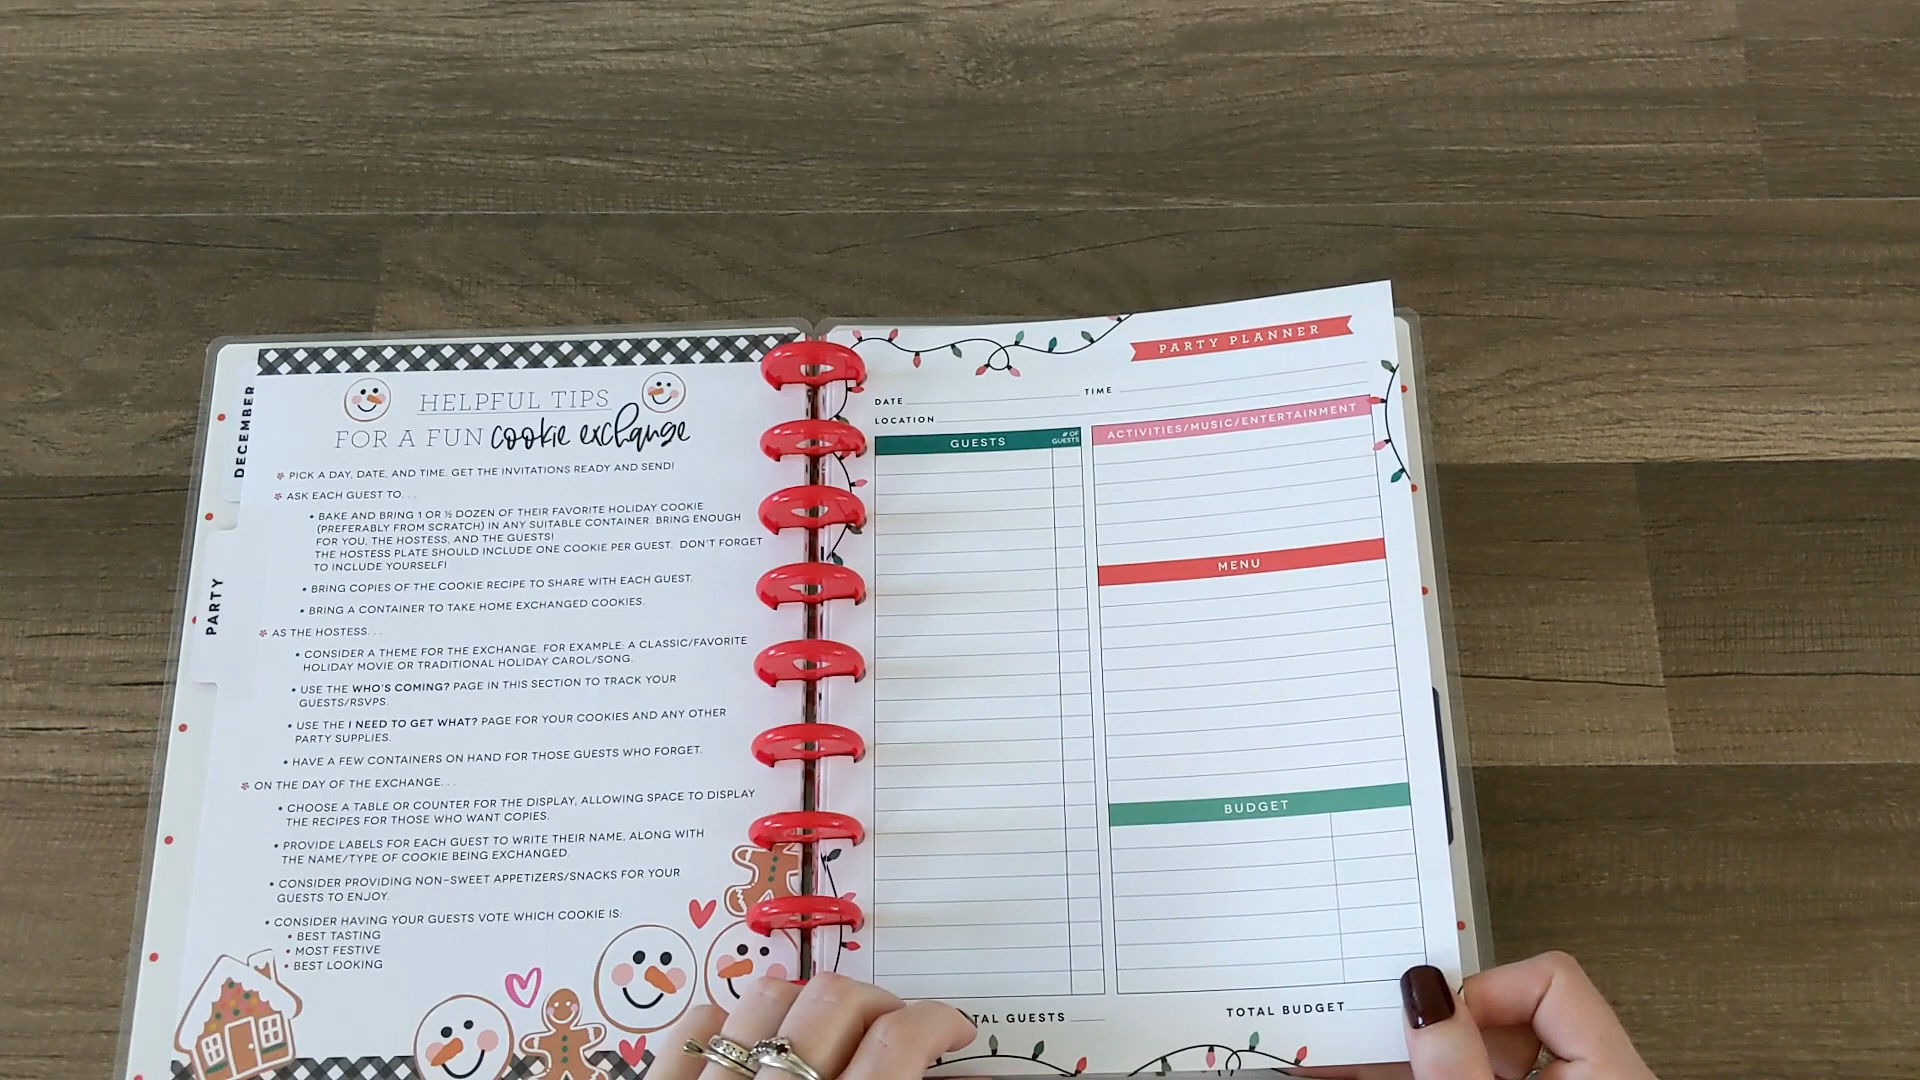 DECEMBER
PARTY
HELPFUL TIPS
FOR A FUN cookie exchange
PICK A DAY, DATE, AND TIME. GET THE INVITATIONS READY AND SEND!
ASK EACH GUEST TO. . .
• BAKE AND BRING 1 OR ½ DOZEN OF THEIR FAVORITE HOLIDAY COOKIE
(PREFERABLY FROM SCRATCH) IN ANY SUITABLE CONTAINER. BRING ENOUGH
FOR YOU, THE HOSTESS, AND THE GUESTS!
THE HOSTESS PLATE SHOULD INCLUDE ONE COOKIE PER GUEST. DON'T FORGET
TO INCLUDE YOURSELF!
• BRING COPIES OF THE COOKIE RECIPE TO SHARE WITH EACH GUEST.
• BRING A CONTAINER TO TAKE HOME EXCHANGED COOKIES.
AS THE HOSTESS. . .
• CONSIDER A THEME FOR THE EXCHANGE. FOR EXAMPLE: A CLASSIC/FAVORITE
HOLIDAY MOVIE OR TRADITIONAL HOLIDAY CAROL/SONG.
• USE THE WHO'S COMING? PAGE IN THIS SECTION TO TRACK YOUR
GUESTS/RSVPS.
• USE THE I NEED TO GET WHAT? PAGE FOR YOUR COOKIES AND ANY OTHER
PARTY SUPPLIES.
• HAVE A FEW CONTAINERS ON HAND FOR THOSE GUESTS WHO FORGET.
ON THE DAY OF THE EXCHANGE. . .
• CHOOSE A TABLE OR COUNTER FOR THE DISPLAY, ALLOWING SPACE TO DISPLAY
THE RECIPES FOR THOSE WHO WANT COPIES.
• PROVIDE LABELS FOR EACH GUEST TO WRITE THEIR NAME, ALONG WITH
THE NAME/TYPE OF COOKIE BEING EXCHANGED.
• CONSIDER PROVIDING NON-SWEET APPETIZERS/SNACKS FOR YOUR
GUESTS TO ENJOY.
• CONSIDER HAVING YOUR GUESTS VOTE WHICH COOKIE IS:
• BEST TASTING
• MOST FESTIVE
• BEST LOOKING
PARTY PLANNER
DATE
TIME
LOCATION
GUESTS
# OF
GUESTS
ACTIVITIES/MUSIC/ENTERTAINMENT
MENU
BUDGET
TAL GUESTS
TOTAL BUDGET